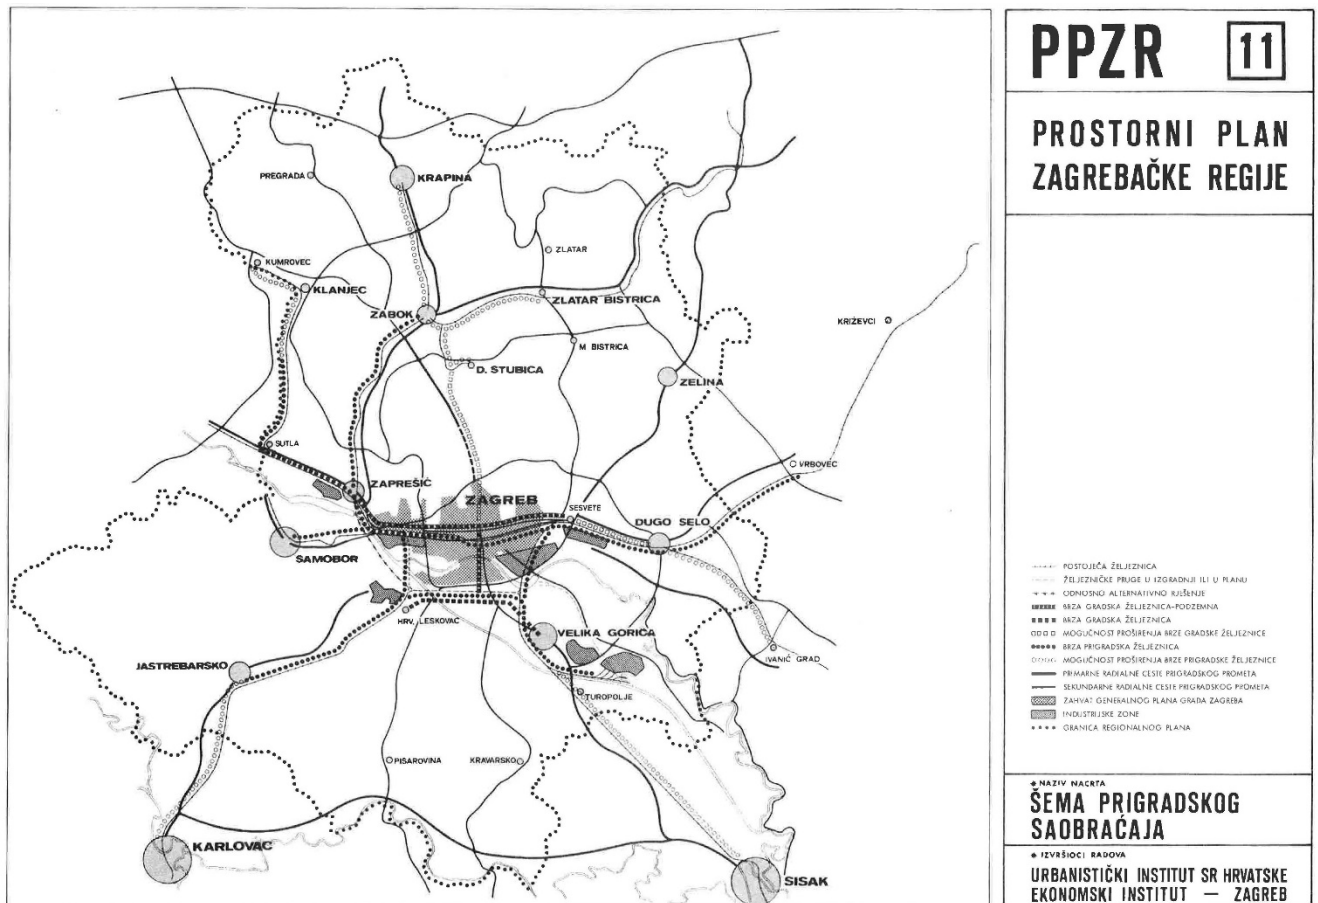 PREGRADA
KRAPINA
ZLATAR
KUMROVEC
KLANJEC
ZLATAR BISTRICA
ZABOK
KRIŽEVCI
M BISTRICA
D. STUBICA
ZELINA
SUTLA
VRBOVEC
ZAPREŠIĆ
ZAGREB
SESVETE
DUGO SELO
SAMOBOR
HRV. LESKOVAC
VELIKA GORICA
IVANIĆ GRAD
JASTREBARSKO
TUROPOLJE
PISAROVINA
KRAVARSKO
KARLOVAC
SISAK
PPZR 11
PROSTORNI PLAN
ZAGREBAČKE REGIJE
POSTOJEĆA ŽELJEZNICA
ŽELJEZNIČKE PRUGE U IZGRADNJI ILI U PLANU
ODNOSNO ALTERNATIVNO RJEŠENJE
BRZA GRADSKA ŽELJEZNICA-PODZEMNA
BRZA GRADSKA ŽELJEZNICA
MOGUĆNOST PROŠIRENJA BRZE GRADSKE ŽELJEZNICE
BRZA PRIGRADSKA ŽELJEZNICA
MOGUĆNOST PROŠIRENJA BRZE PRIGRADSKE ŽELJEZNICE
PRIMARNE RADIALNE CESTE PRIGRADSKOG PROMETA
SEKUNDARNE RADIALNE CESTE PRIGRADSKOG PROMETA
ZAHVAT GENERALNOG PLANA GRADA ZAGREBA
INDUSTRIJSKE ZONE
GRANICA REGIONALNOG PLANA
NAZIV NACRTA
ŠEMA PRIGRADSKOG
SAOBRAĆAJA
IZVRŠIOCI RADOVA
URBANISTIČKI INSTITUT SR HRVATSKE
EKONOMSKI INSTITUT — ZAGREB